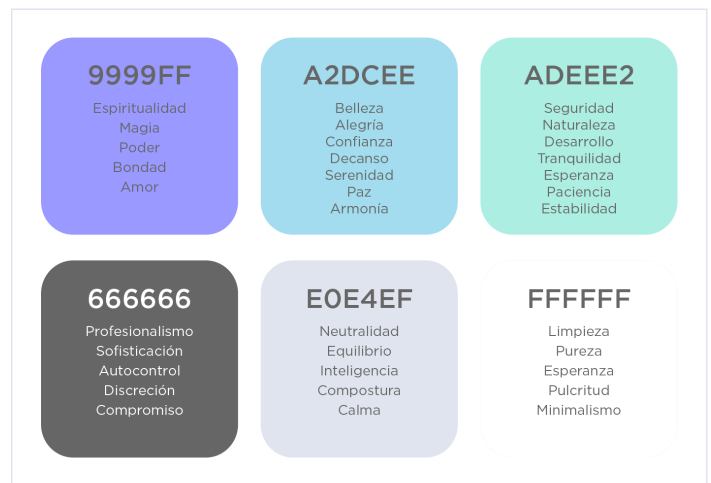 9999FF
Espiritualidad
Magia
Poder
Bondad
Amor
A2DCEE
Belleza
Alegría
Confianza
Decanso
Serenidad
Paz
Armonía
ADEEE2
Seguridad
Naturaleza
Desarrollo
Tranquilidad
Esperanza
Paciencia
Estabilidad
666666
Profesionalismo
Sofisticación
Autocontrol
Discreción
Compromiso
E0E4EF
Neutralidad
Equilibrio
Inteligencia
Compostura
Calma
FFFFFF
Limpieza
Pureza
Esperanza
Pulcritud
Minimalismo